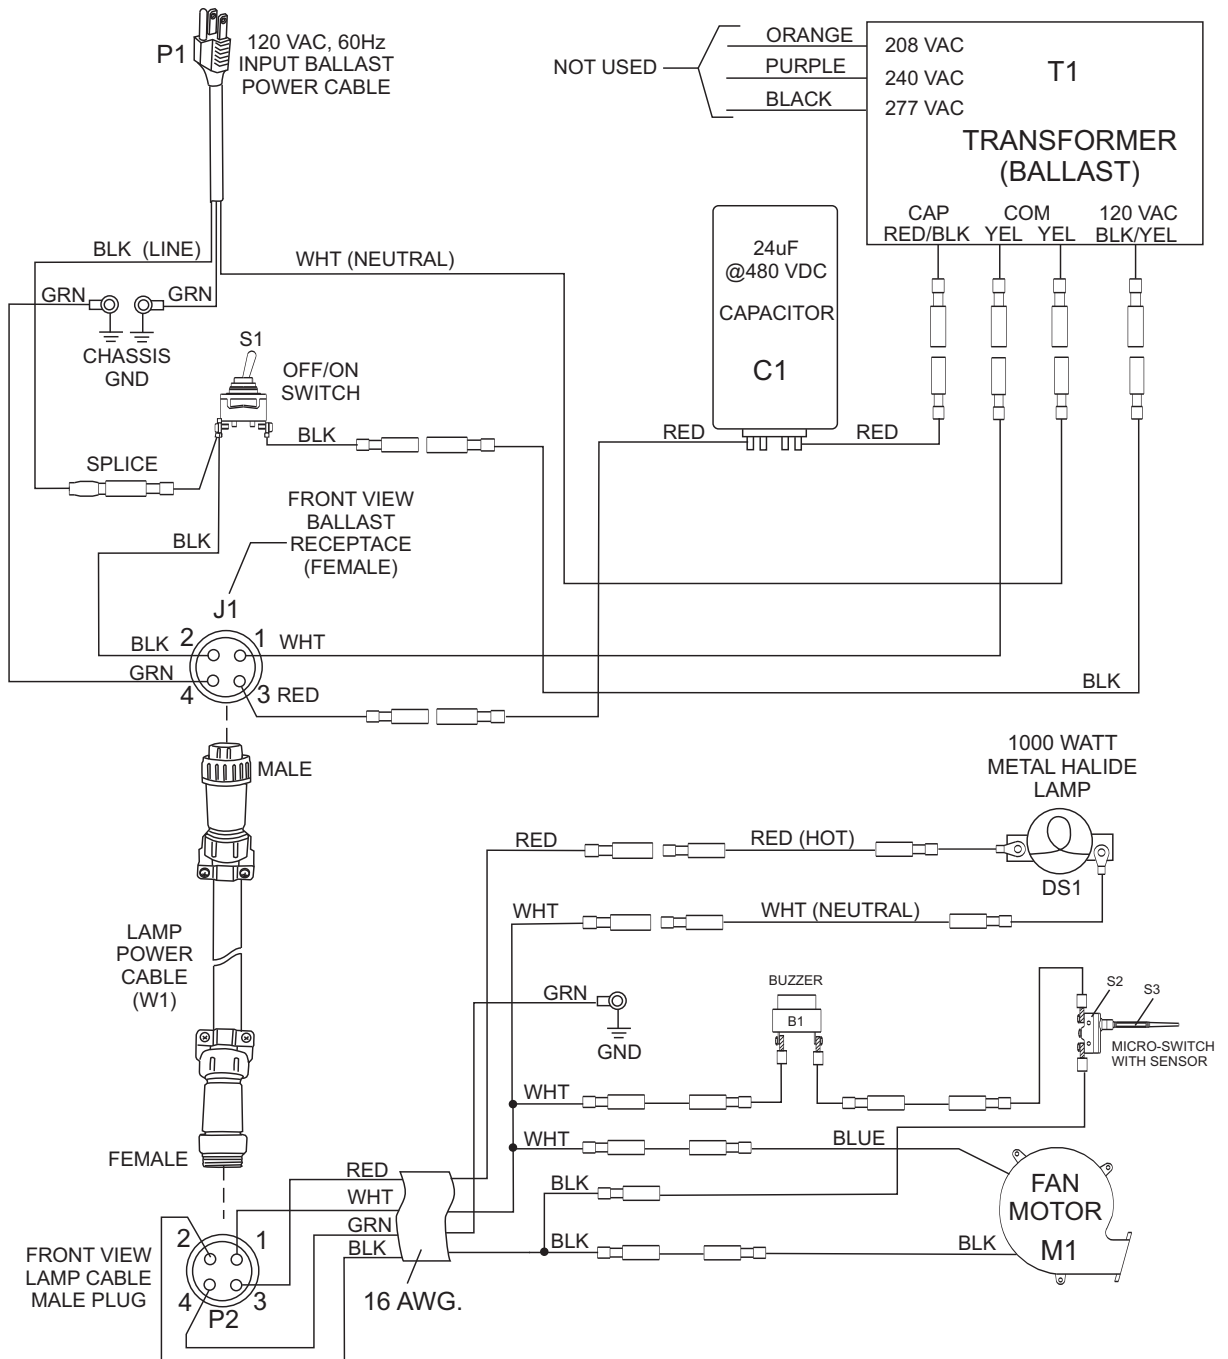 P1
120 VAC, 60Hz
INPUT BALLAST
POWER CABLE
NOT USED
ORANGE
PURPLE
BLACK
208 VAC
240 VAC
277 VAC
T1
TRANSFORMER
(BALLAST)
CAP
RED/BLK
COM
YEL YEL
120 VAC
BLK/YEL
BLK (LINE)
WHT (NEUTRAL)
GRN
GRN
CHASSIS
GND
24uF
@480 VDC
CAPACITOR
C1
S1
OFF/ON
SWITCH
BLK
RED
RED
SPLICE
FRONT VIEW
BALLAST
RECEPTACE
(FEMALE)
BLK
J1
2
1
WHT
BLK
GRN
4
3
RED
BLK
MALE
1000 WATT
METAL HALIDE
LAMP
RED
RED (HOT)
DS1
WHT
WHT (NEUTRAL)
LAMP
POWER
CABLE
(W1)
GRN
GND
BUZZER
B1
S2
S3
MICRO-SWITCH
WITH SENSOR
WHT
WHT
BLUE
FEMALE
RED
WHT
GRN
BLK
BLK
BLK
BLK
FAN
MOTOR
M1
FRONT VIEW
LAMP CABLE
MALE PLUG
2
1
4
3
P2
16 AWG.